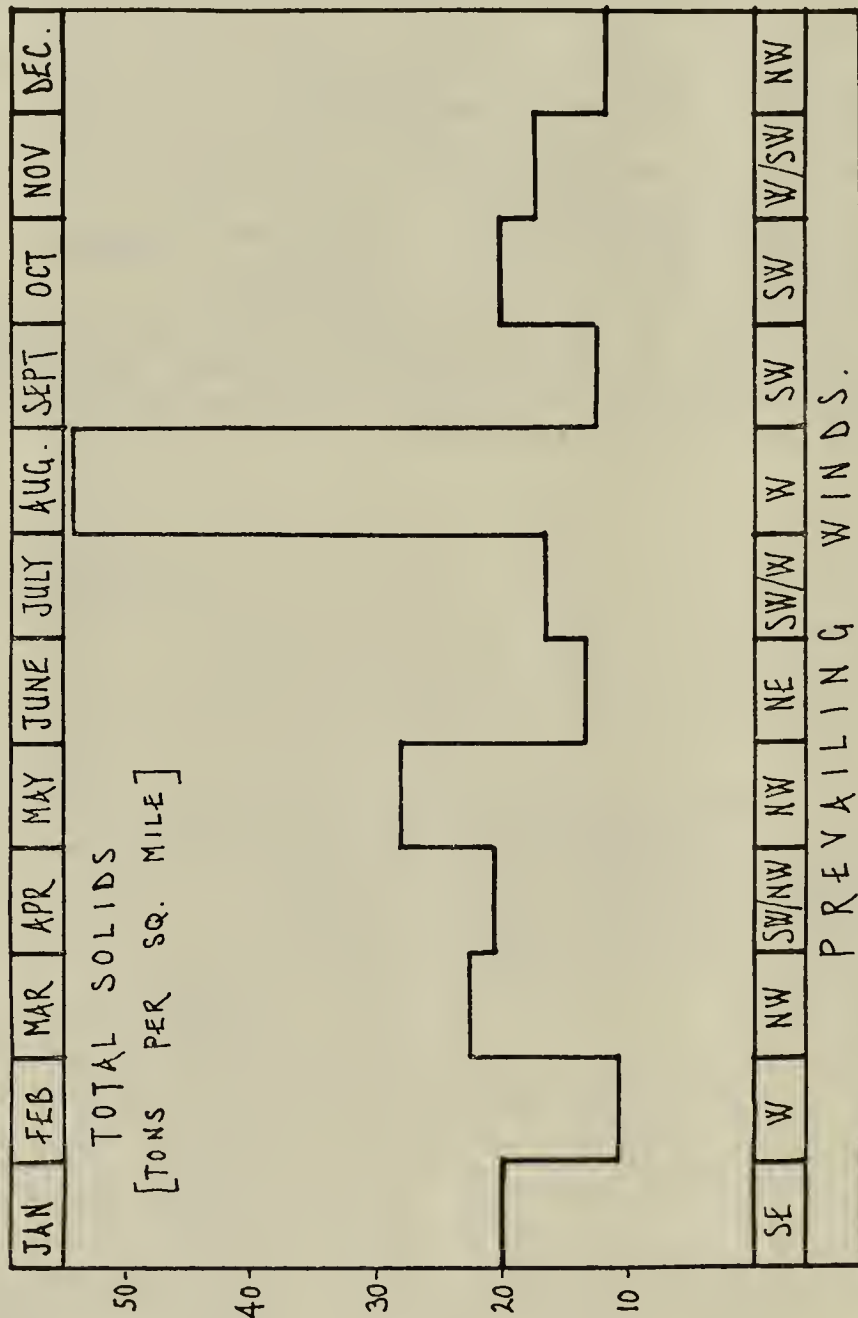 JAN FEB MAR APR MAY JUNE JULY AUG. SEPT OCT NOV DEC.
TOTAL SOLIDS
[TONS PER SQ. MILE]
50
40
30
20
10
SE W NW SW/NW NW NE SW/W W SW SW W/SW NW
PREVAILING WINDS.